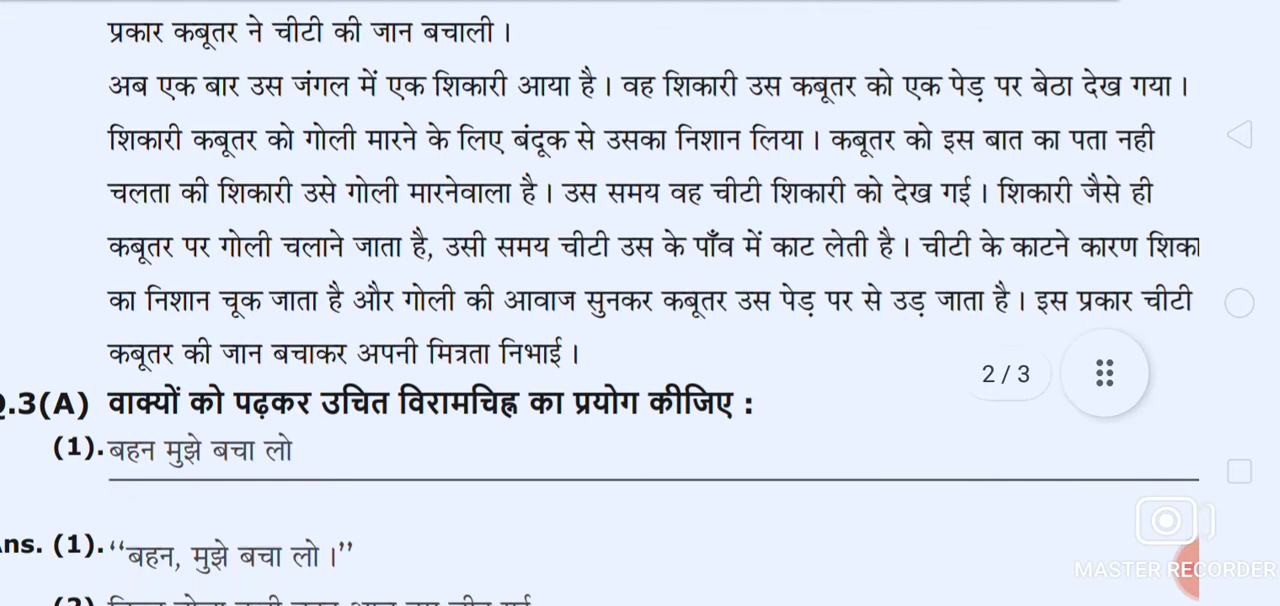 प्रकार कबूतर ने चीटी की जान बचाली ।
अब एक बार उस जंगल में एक शिकारी आया है । वह शिकारी उस कबूतर को एक पेड़ पर बेठा देख गया ।
शिकारी कबूतर को गोली मारने के लिए बंदूक से उसका निशान लिया । कबूतर को इस बात का पता नही
चलता की शिकारी उसे गोली मारनेवाला है । उस समय वह चीटी शिकारी को देख गई । शिकारी जैसे ही
कबूतर पर गोली चलाने जाता है, उसी समय चीटी उस के पाँव में काट लेती है । चीटी के काटने कारण शिका
का निशान चूक जाता है और गोली की आवाज सुनकर कबूतर उस पेड़ पर से उड़ जाता है । इस प्रकार चीटी
कबूतर की जान बचाकर अपनी मित्रता निभाई ।
2 / 3
Q.3(A) वाक्यों को पढ़कर उचित विरामचिह्न का प्रयोग कीजिए :
(1). बहन मुझे बचा लो
Ans. (1). “बहन, मुझे बचा लो ।”
MASTER RECORDER